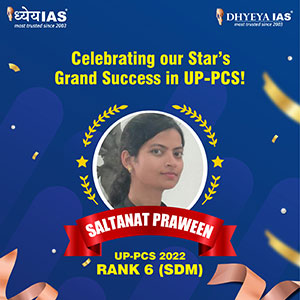 ध्येय IAS®
most trusted since 2003
DHYEYA IAS®
most trusted since 2003
Celebrating our Star's
Grand Success in UP-PCS!
SALTANAT PRAWEEN
UP-PCS 2022
RANK 6 (SDM)